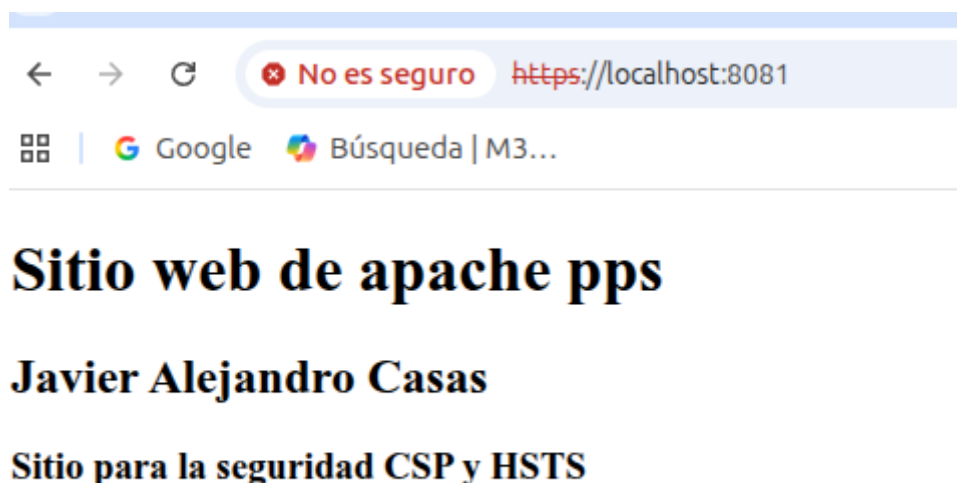 No es seguro https://localhost:8081
Google Búsqueda | M3...
Sitio web de apache pps
Javier Alejandro Casas
Sitio para la seguridad CSP y HSTS